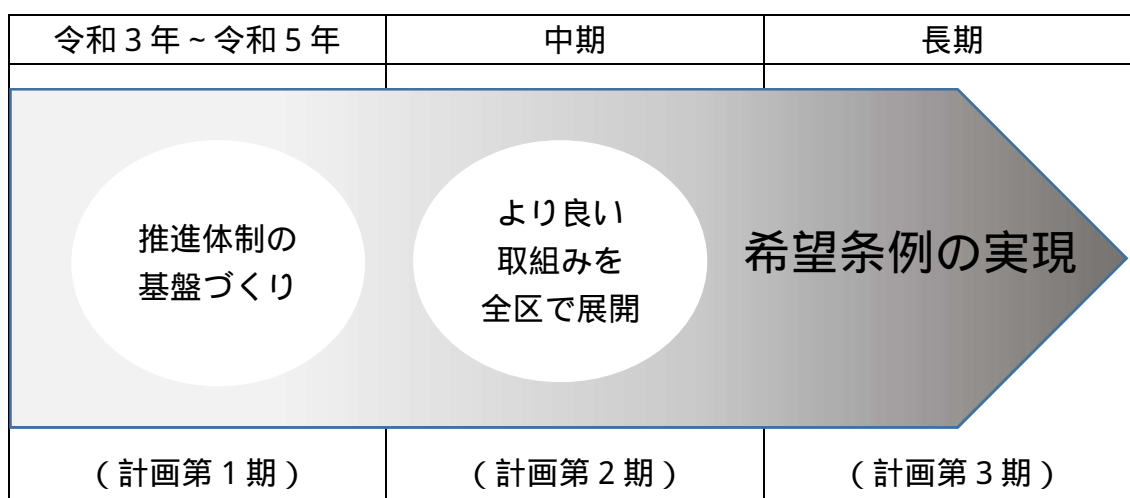 令和３年～令和５年
中期
長期
推進体制の
基盤づくり
より良い
取組みを
全区で展開
希望条例の実現
（計画第１期）
（計画第２期）
（計画第３期）